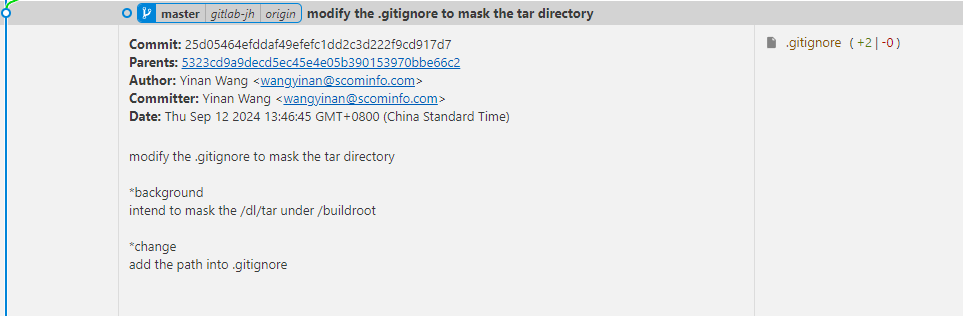 master gitlab-jh origin modify the .gitignore to mask the tar directory
Commit: 25d05464efddaf49efefc1dd2c3d222f9cd917d7
Parents: 5323cd9a9decd5ec45e4e05b390153970bbe66c2
Author: Yinan Wang <wangyinan@scominfo.com>
Committer: Yinan Wang <wangyinan@scominfo.com>
Date: Thu Sep 12 2024 13:46:45 GMT+0800 (China Standard Time)
modify the .gitignore to mask the tar directory
*background
intend to mask the /dl/tar under /buildroot
*change
add the path into .gitignore
.gitignore ( +2 | -0 )